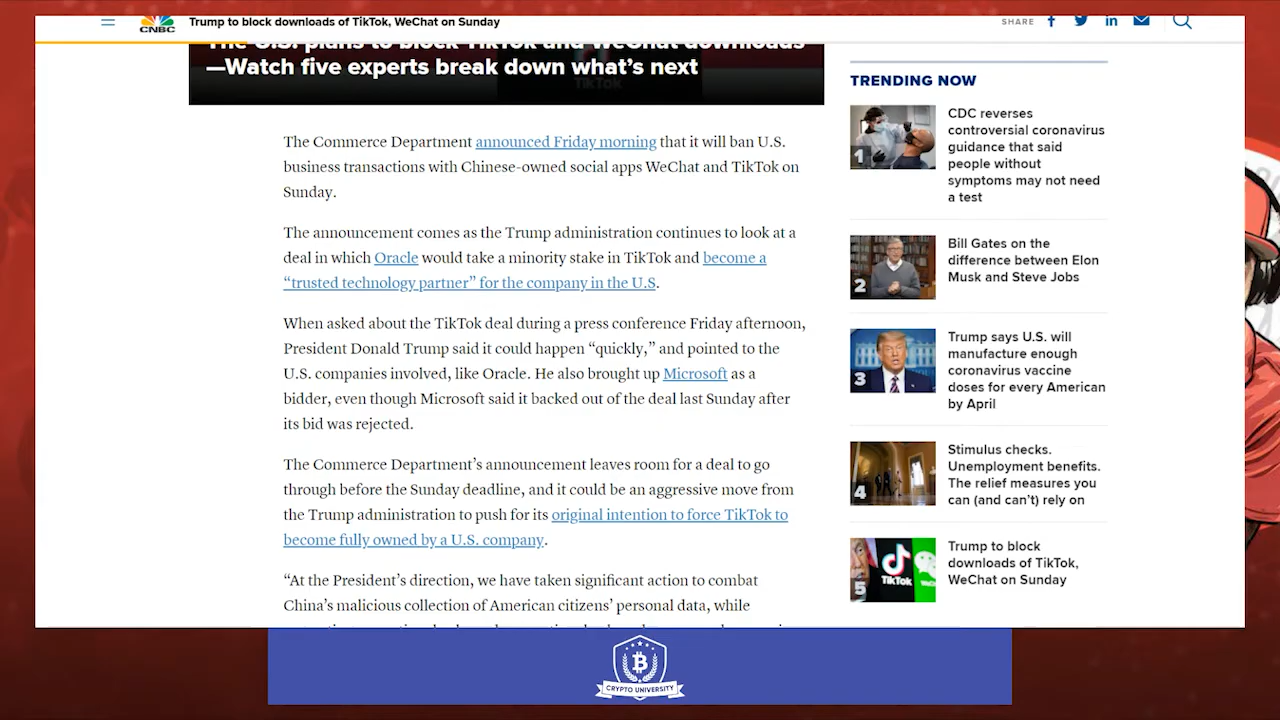 CNBC
Trump to block downloads of TikTok, WeChat on Sunday
SHARE
The U.S. plans to block TikTok and WeChat downloads
—Watch five experts break down what's next
TikTok
The Commerce Department announced Friday morning that it will ban U.S.
business transactions with Chinese-owned social apps WeChat and TikTok on
Sunday.
The announcement comes as the Trump administration continues to look at a
deal in which Oracle would take a minority stake in TikTok and become a
“trusted technology partner” for the company in the U.S.
When asked about the TikTok deal during a press conference Friday afternoon,
President Donald Trump said it could happen “quickly,” and pointed to the
U.S. companies involved, like Oracle. He also brought up Microsoft as a
bidder, even though Microsoft said it backed out of the deal last Sunday after
its bid was rejected.
The Commerce Department’s announcement leaves room for a deal to go
through before the Sunday deadline, and it could be an aggressive move from
the Trump administration to push for its original intention to force TikTok to
become fully owned by a U.S. company.
“At the President’s direction, we have taken significant action to combat
China’s malicious collection of American citizens’ personal data, while
TRENDING NOW
1
CDC reverses
controversial coronavirus
guidance that said
people without
symptoms may not need
a test
2
Bill Gates on the
difference between Elon
Musk and Steve Jobs
3
Trump says U.S. will
manufacture enough
coronavirus vaccine
doses for every American
by April
4
Stimulus checks.
Unemployment benefits.
The relief measures you
can (and can’t) rely on
5
TikTok
Trump to block
downloads of TikTok,
WeChat on Sunday
CRYPTO UNIVERSITY